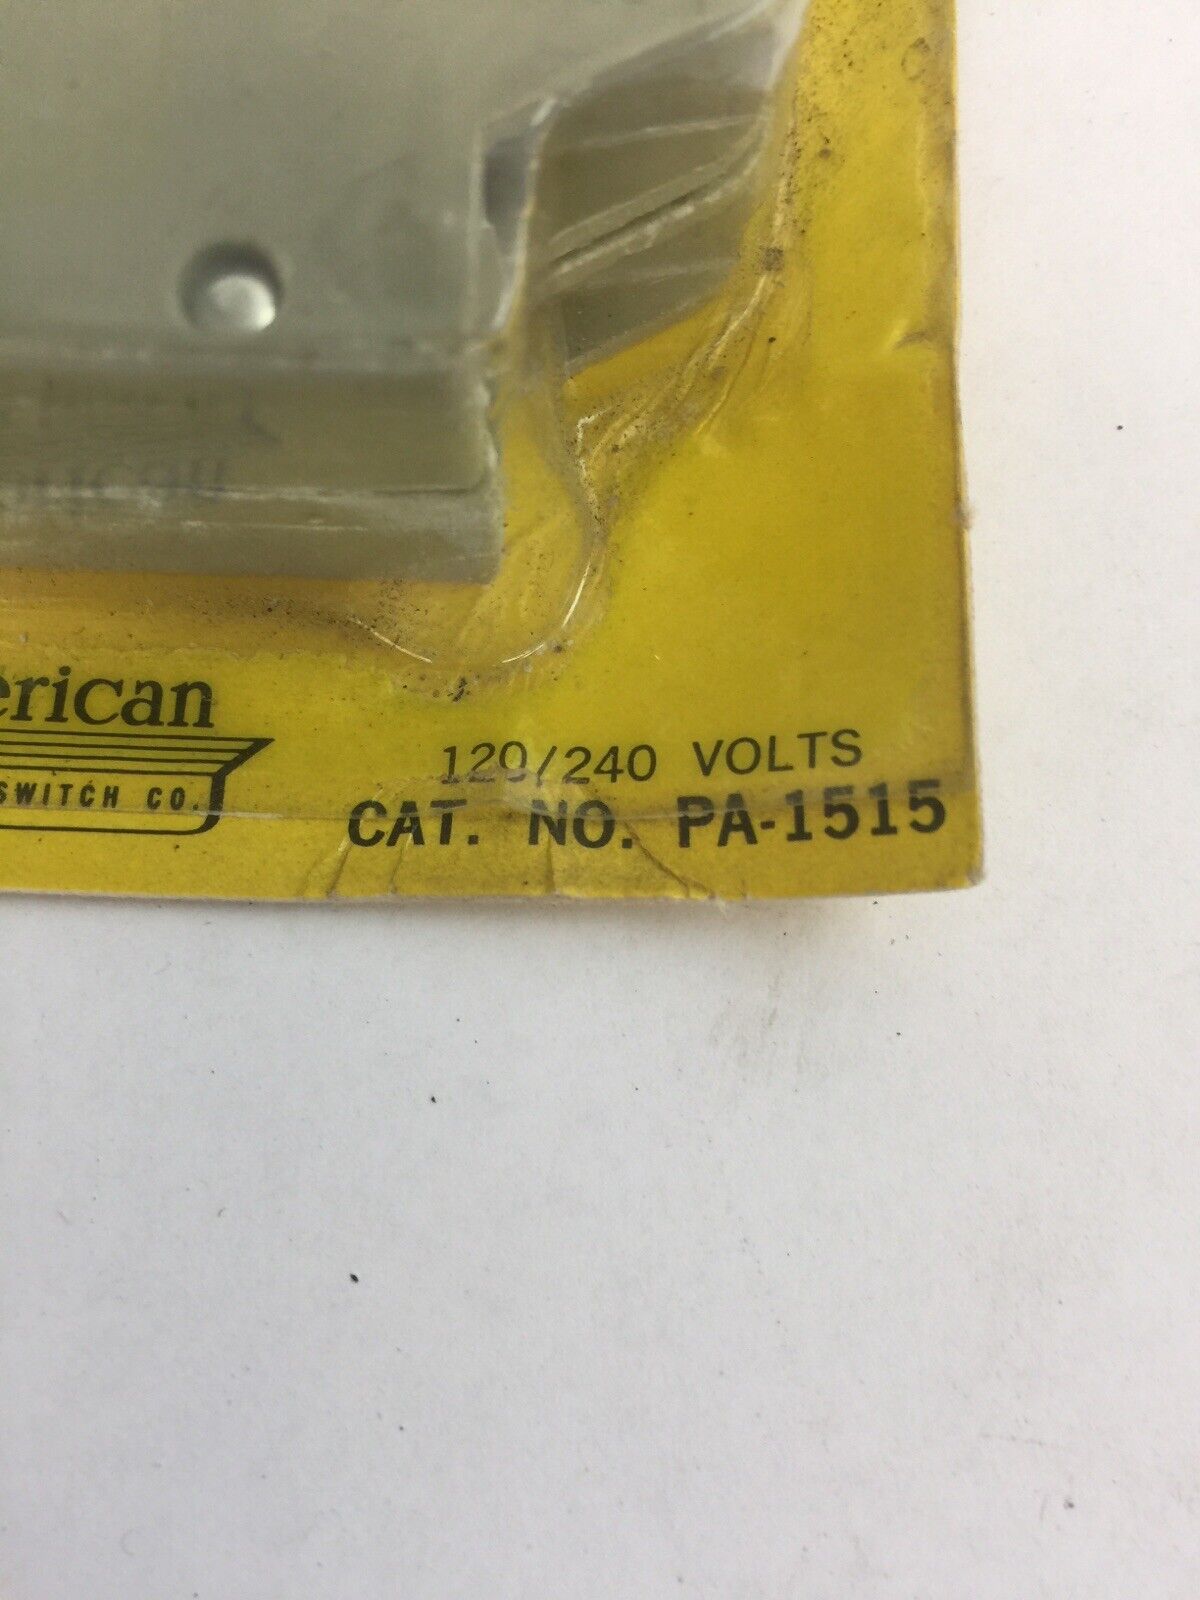 erican
SWITCH CO.
120/240 VOLTS
CAT. NO. PA-1515